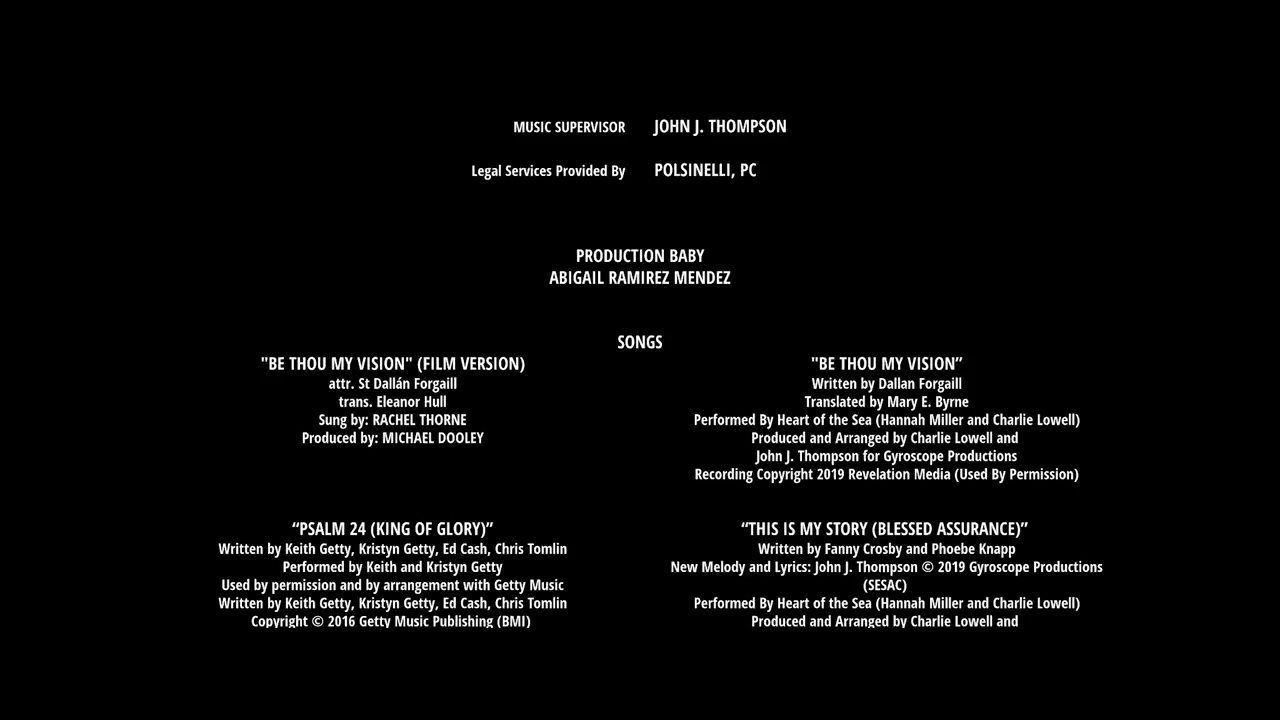 MUSIC SUPERVISOR JOHN J. THOMPSON
Legal Services Provided By POLSINELLI, PC
PRODUCTION BABY
ABIGAIL RAMIREZ MENDEZ
SONGS
"BE THOU MY VISION" (FILM VERSION)
attr. St Dallán Forgaill
trans. Eleanor Hull
Sung by: RACHEL THORNE
Produced by: MICHAEL DOOLEY
"BE THOU MY VISION”
Written by Dallan Forgaill
Translated by Mary E. Byrne
Performed By Heart of the Sea (Hannah Miller and Charlie Lowell)
Produced and Arranged by Charlie Lowell and
John J. Thompson for Gyroscope Productions
Recording Copyright 2019 Revelation Media (Used By Permission)
“PSALM 24 (KING OF GLORY)”
Written by Keith Getty, Kristyn Getty, Ed Cash, Chris Tomlin
Performed by Keith and Kristyn Getty
Used by permission and by arrangement with Getty Music
Written by Keith Getty, Kristyn Getty, Ed Cash, Chris Tomlin
Copyright © 2016 Getty Music Publishing (BMI)
“THIS IS MY STORY (BLESSED ASSURANCE)”
Written by Fanny Crosby and Phoebe Knapp
New Melody and Lyrics: John J. Thompson © 2019 Gyroscope Productions
(SESAC)
Performed By Heart of the Sea (Hannah Miller and Charlie Lowell)
Produced and Arranged by Charlie Lowell and